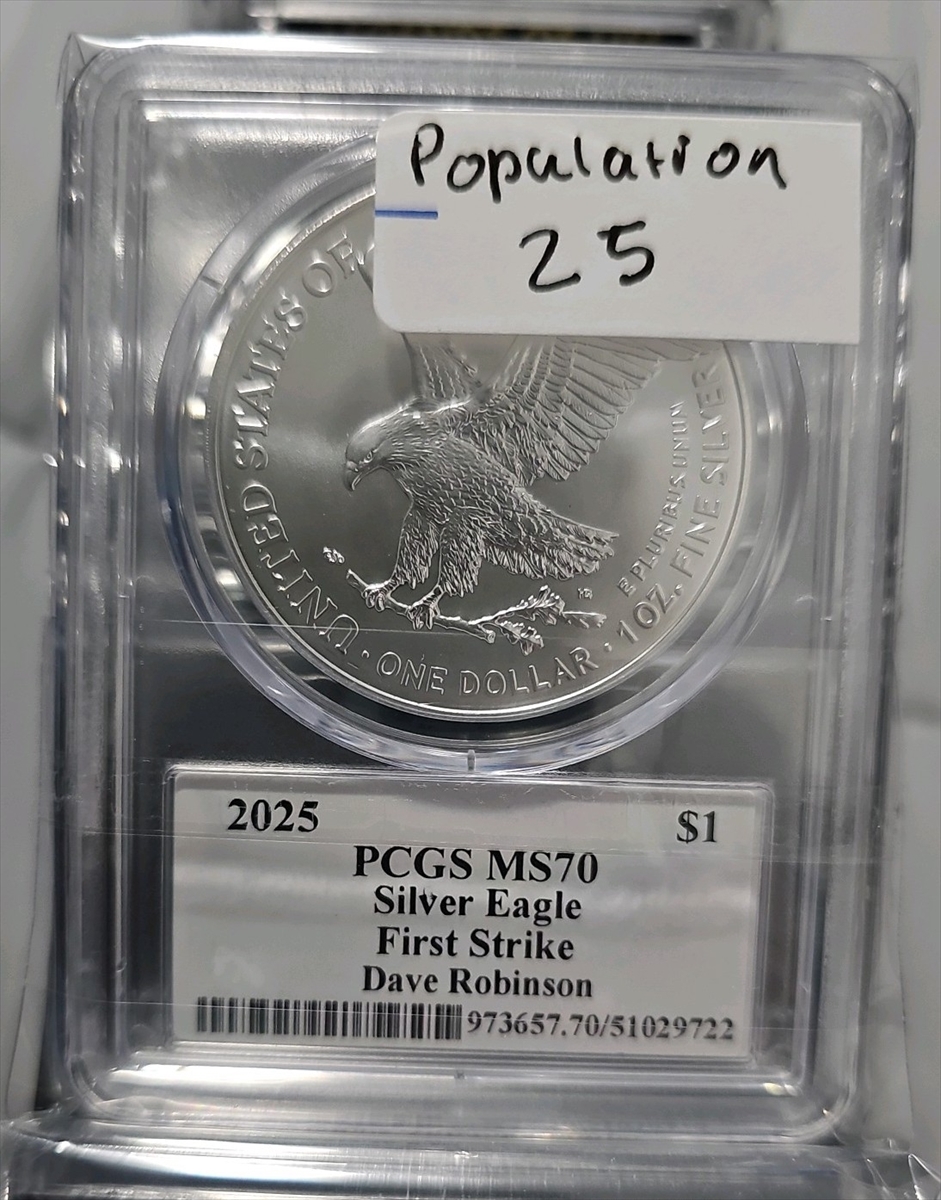 Population
25
UNITED STATES OF
E PLURIBUS UNUM
1 OZ. FINE SILVER
· ONE DOLLAR ·
2025 $1
PCGS MS70
Silver Eagle
First Strike
Dave Robinson
973657.70/51029722